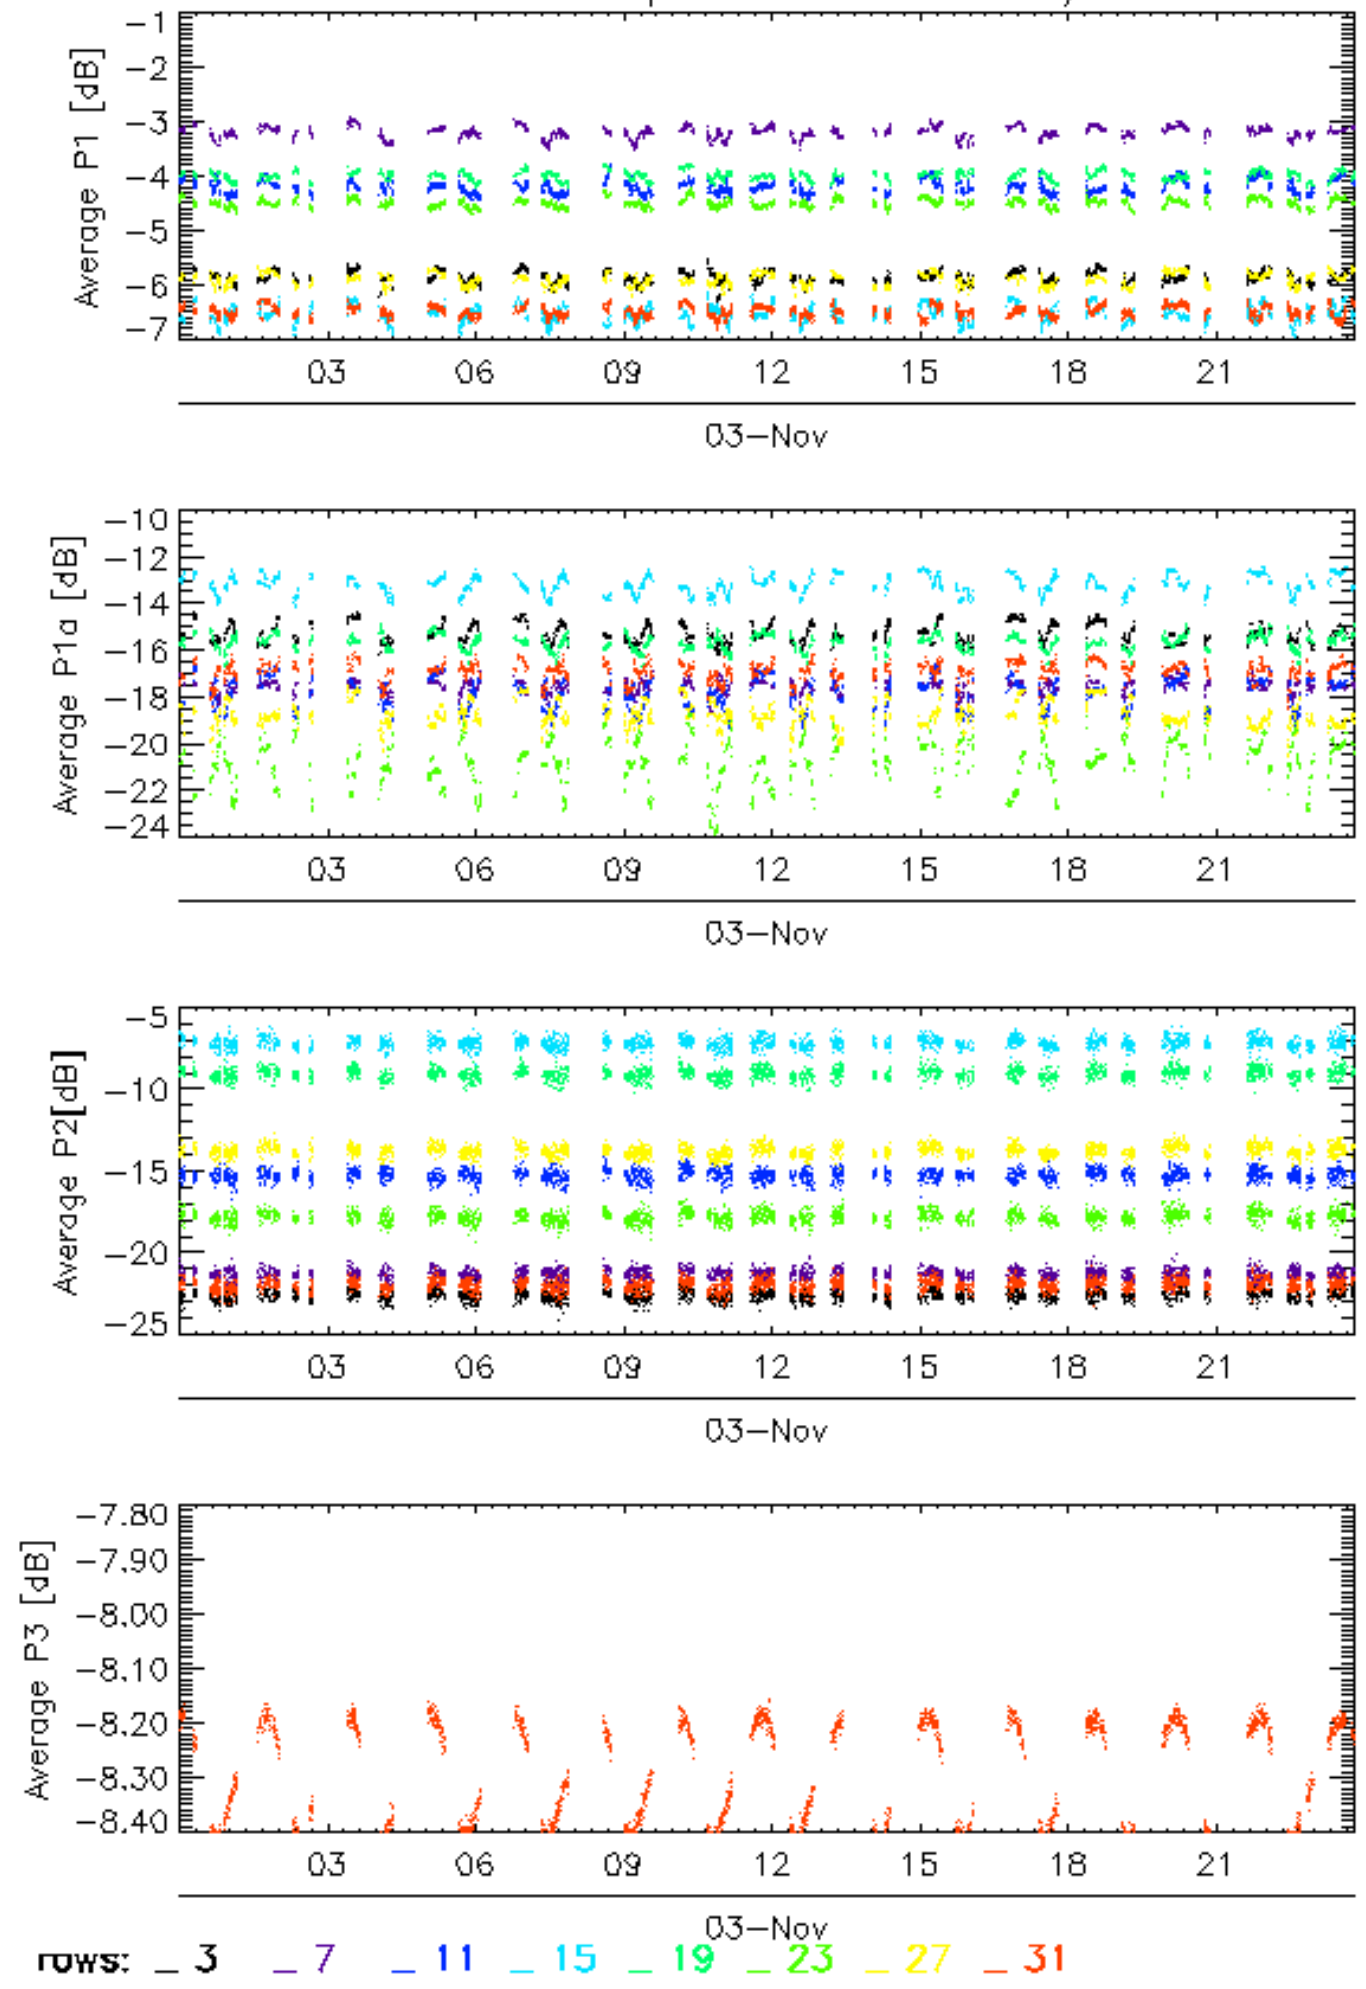 Average P1 [dB]
-1
-2
-3
-4
-5
-6
-7
03 06 09 12 15 18 21
03-Nov
Average P1a [dB]
-10
-12
-14
-16
-18
-20
-22
-24
03 06 09 12 15 18 21
03-Nov
Average P2[dB]
-5
-10
-15
-20
-25
03 06 09 12 15 18 21
03-Nov
Average P3 [dB]
-7.80
-7.90
-8.00
-8.10
-8.20
-8.30
-8.40
03 06 09 12 15 18 21
03-Nov
rows: _ 3 _ 7 _ 11 _ 15 _ 19 _ 23 _ 27 _ 31